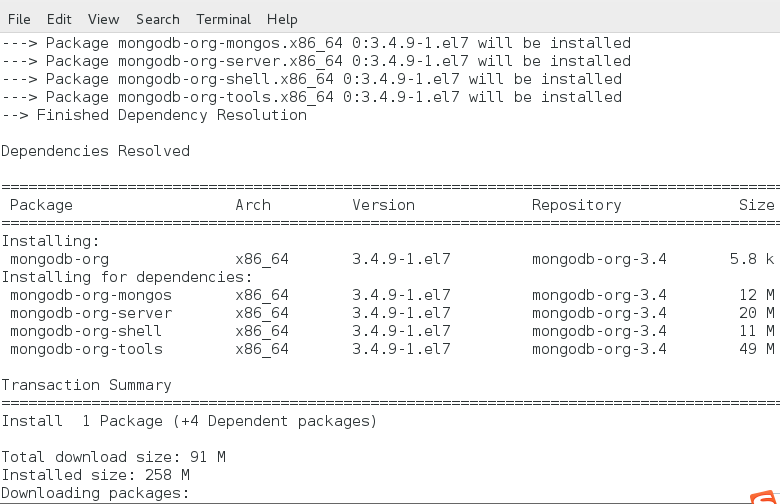 File Edit View Search Terminal Help
---> Package mongodb-org-mongos.x86_64 0:3.4.9-1.el7 will be installed
---> Package mongodb-org-server.x86_64 0:3.4.9-1.el7 will be installed
---> Package mongodb-org-shell.x86_64 0:3.4.9-1.el7 will be installed
---> Package mongodb-org-tools.x86_64 0:3.4.9-1.el7 will be installed
--> Finished Dependency Resolution
Dependencies Resolved
================================================================================
Package Arch Version Repository Size
================================================================================
Installing:
mongodb-org x86_64 3.4.9-1.el7 mongodb-org-3.4 5.8 k
Installing for dependencies:
mongodb-org-mongos x86_64 3.4.9-1.el7 mongodb-org-3.4 12 M
mongodb-org-server x86_64 3.4.9-1.el7 mongodb-org-3.4 20 M
mongodb-org-shell x86_64 3.4.9-1.el7 mongodb-org-3.4 11 M
mongodb-org-tools x86_64 3.4.9-1.el7 mongodb-org-3.4 49 M
Transaction Summary
================================================================================
Install 1 Package (+4 Dependent packages)
Total download size: 91 M
Installed size: 258 M
Downloading packages: